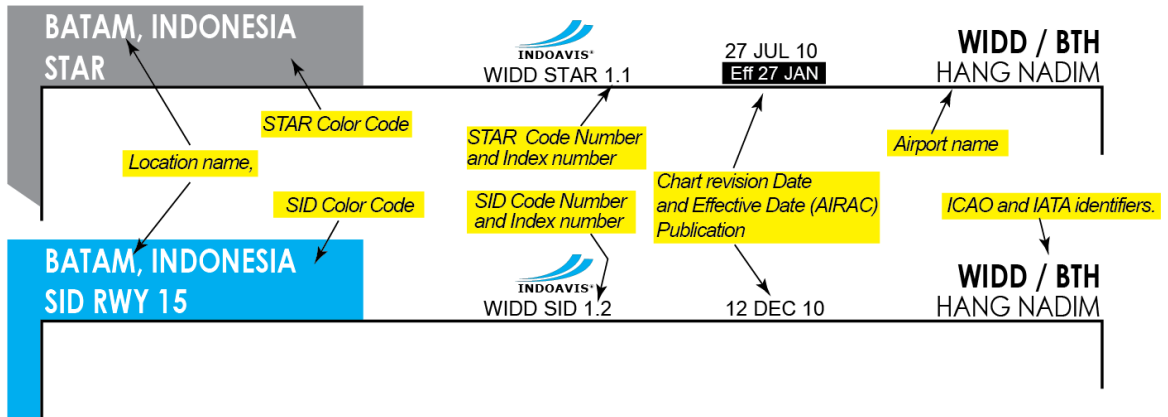 BATAM, INDONESIA
STAR
INDOAVIS
WIDD STAR 1.1
27 JUL 10
Eff 27 JAN
WIDD / BTH
HANG NADIM
STAR Color Code
STAR Code Number
and Index number
Airport name
Location name,
SID Color Code
SID Code Number
and Index number
Chart revision Date
and Effective Date (AIRAC)
Publication
ICAO and IATA identifiers.
BATAM, INDONESIA
SID RWY 15
INDOAVIS
WIDD SID 1.2
12 DEC 10
WIDD / BTH
HANG NADIM